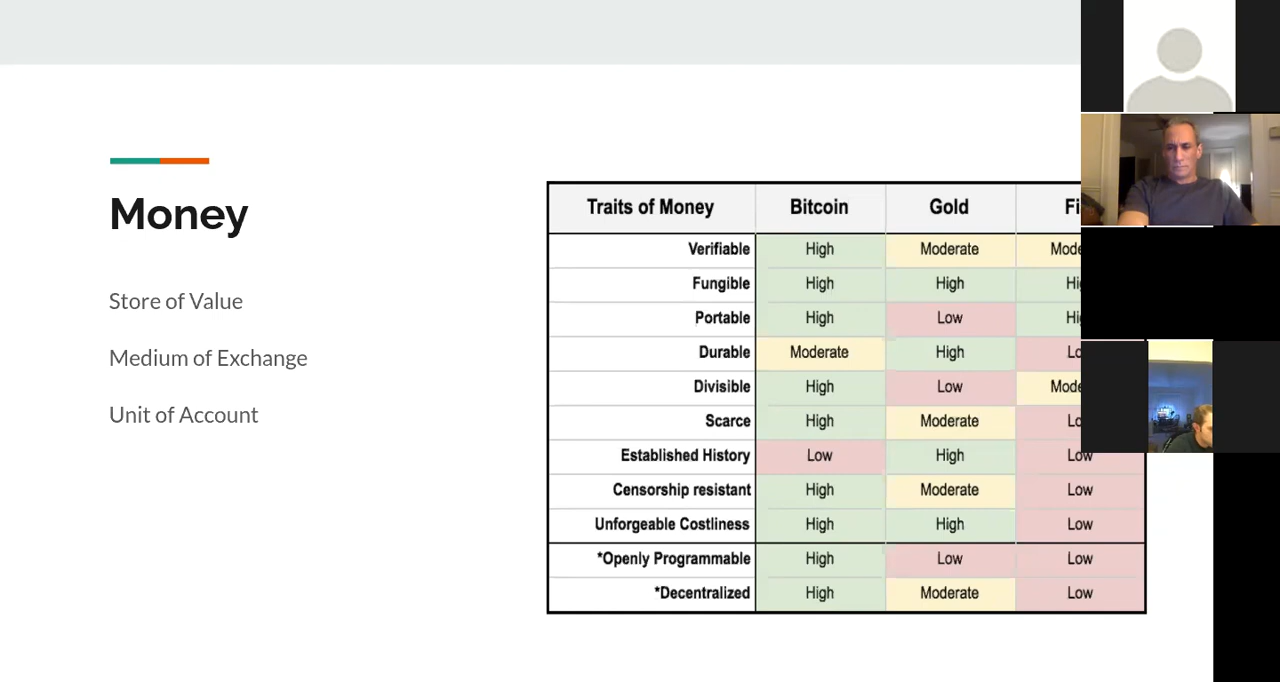 Money
Store of Value
Medium of Exchange
Unit of Account
Traits of Money Bitcoin Gold
Verifiable High Moderate
Fungible High High
Portable High Low
Durable Moderate High
Divisible High Low
Scarce High Moderate
Established History Low High Low
Censorship resistant High Moderate Low
Unforgeable Costliness High High Low
*Openly Programmable High Low Low
*Decentralized High Moderate Low